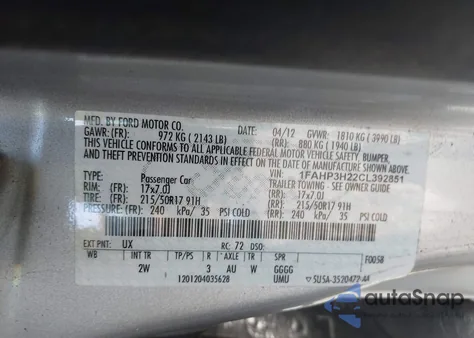 MFD. BY FORD MOTOR CO.
04/12 GVWR: 1810 KG ( 3990 LB)
GAWR: (FR): 972 KG ( 2143 LB) (RR): 880 KG ( 1940 LB)
THIS VEHICLE CONFORMS TO ALL APPLICABLE FEDERAL MOTOR VEHICLE SAFETY, BUMPER,
AND THEFT PREVENTION STANDARDS IN EFFECT ON THE DATE OF MANUFACTURE SHOWN ABOVE.
VIN: 1FAHP3H22CL392851
TYPE: Passenger Car TRAILER TOWING - SEE OWNER GUIDE
RIM: (FR): 17x7.0J (RR): 17x7.0J
TIRE: (FR): 215/50R17 91H (RR): 215/50R17 91H
PRESSURE: (FR): 240 kPa/ 35 PSI COLD (RR): 240 kPa/ 35 PSI COLD
EXT PNT: UX RC: 72 DSO: F0058
WB INT TR TP/PS R AXLE TR SPR
2W 3 AU W GGGG
1201204035628 UMU
autoSnap